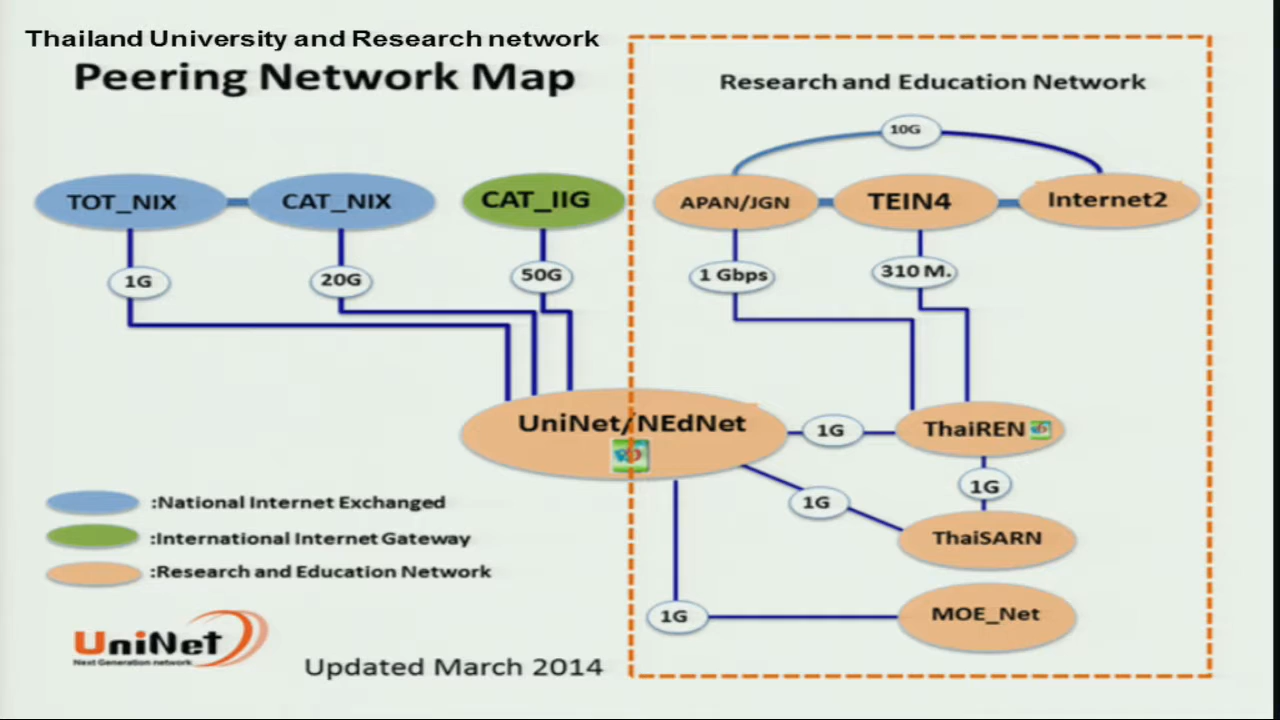 Thailand University and Research network
Peering Network Map
Research and Education Network
10G
TOT_NIX
CAT_NIX
CAT_IIG
APAN/JGN
TEIN4
Internet2
1G
20G
50G
1 Gbps
310 M.
UniNet/NEdNet
1G
ThaiREN
1G
1G
ThaiSARN
1G
MOE_Net
:National Internet Exchanged
:International Internet Gateway
:Research and Education Network
UniNet
Next Generation network
Updated March 2014